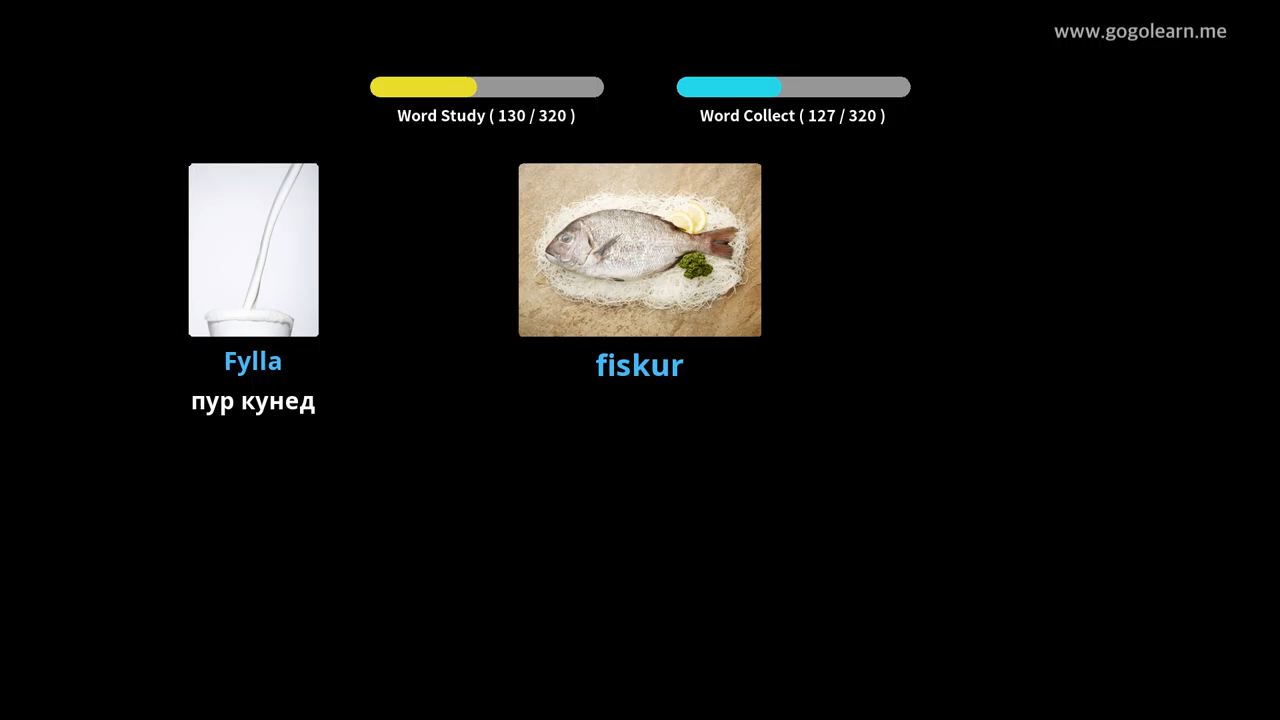 www.gogolearn.me
Word Study ( 130 / 320 )
Word Collect ( 127 / 320 )
Fylla
пур кунед
fiskur